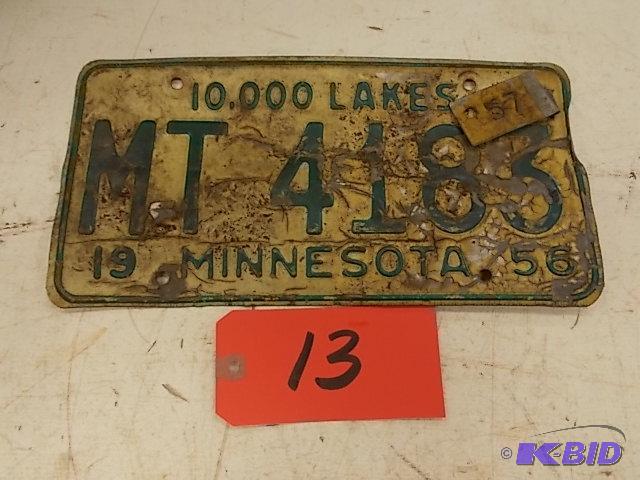 10,000 LAKES
57
MT 4183
19 MINNESOTA 56
13
© K-BID